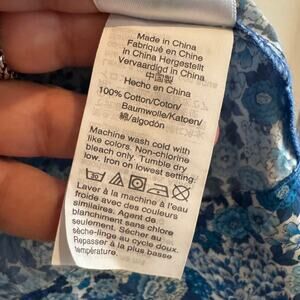 Made in China
Fabriqué en Chine
in China Hergestellt
Vervaardigd in China
中国製
Hecho en China
100% Cotton/Coton/
Baumwolle/Katoen/
綿/algodón
Machine wash cold with
like colors. Non-chlorine
bleach only. Tumble dry
low. Iron on lowest setting.
Laver à la machine à eau
froide avec des couleurs
similaires. Agent de
blanchiment sans chlore
seulement. Sécher au
sèche-linge au cycle doux.
Repasser à la plus basse
température.